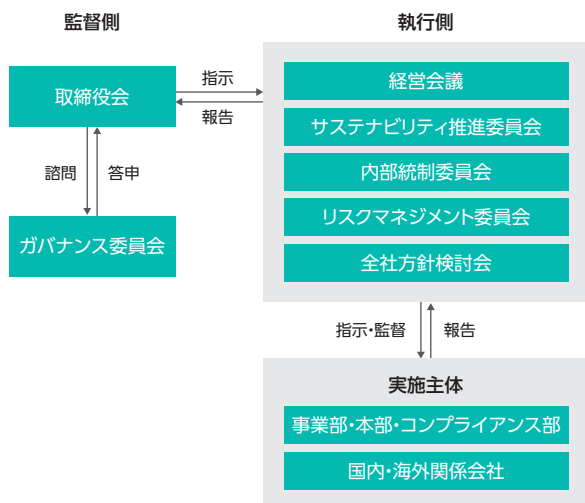 監督側
取締役会
諮問
答申
ガバナンス委員会
指示
報告
執行側
経営会議
サステナビリティ推進委員会
内部統制委員会
リスクマネジメント委員会
全社方針検討会
指示・監督
報告
実施主体
事業部・本部・コンプライアンス部
国内・海外関係会社